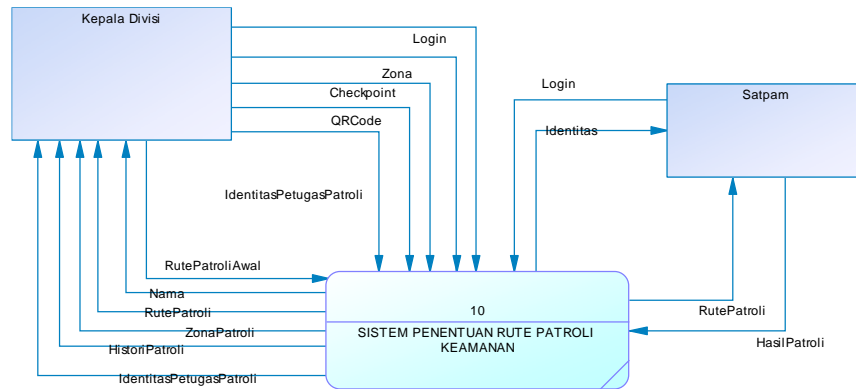 Kepala Divisi
Login
Zona
Checkpoint
QRCode
IdentitasPetugasPatroli
RutePatroliAwal
Nama
RutePatroli
ZonaPatroli
HistoriPatroli
IdentitasPetugasPatroli
Login
Identitas
Satpam
RutePatroli
HasilPatroli
10
SISTEM PENENTUAN RUTE PATROLI
KEAMANAN